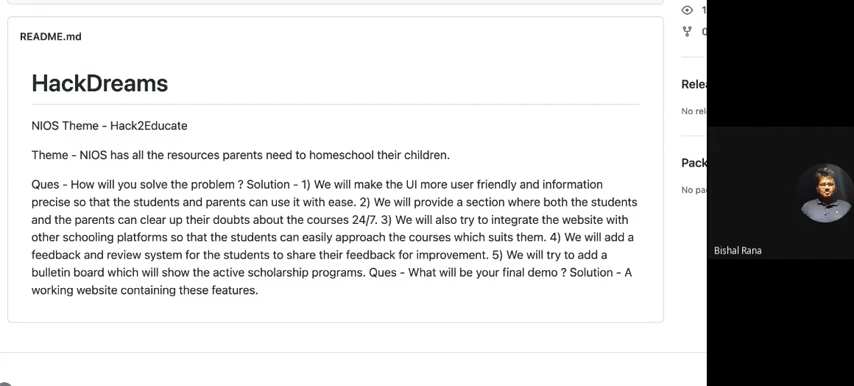 README.md
HackDreams
NIOS Theme - Hack2Educate
Theme - NIOS has all the resources parents need to homeschool their children.
Ques - How will you solve the problem ? Solution - 1) We will make the UI more user friendly and information
precise so that the students and parents can use it with ease. 2) We will provide a section where both the students
and the parents can clear up their doubts about the courses 24/7. 3) We will also try to integrate the website with
other schooling platforms so that the students can easily approach the courses which suits them. 4) We will add a
feedback and review system for the students to share their feedback for improvement. 5) We will try to add a
bulletin board which will show the active scholarship programs. Ques - What will be your final demo ? Solution - A
working website containing these features.
1
0
Relea
No rel
Pack
No pa
Bishal Rana